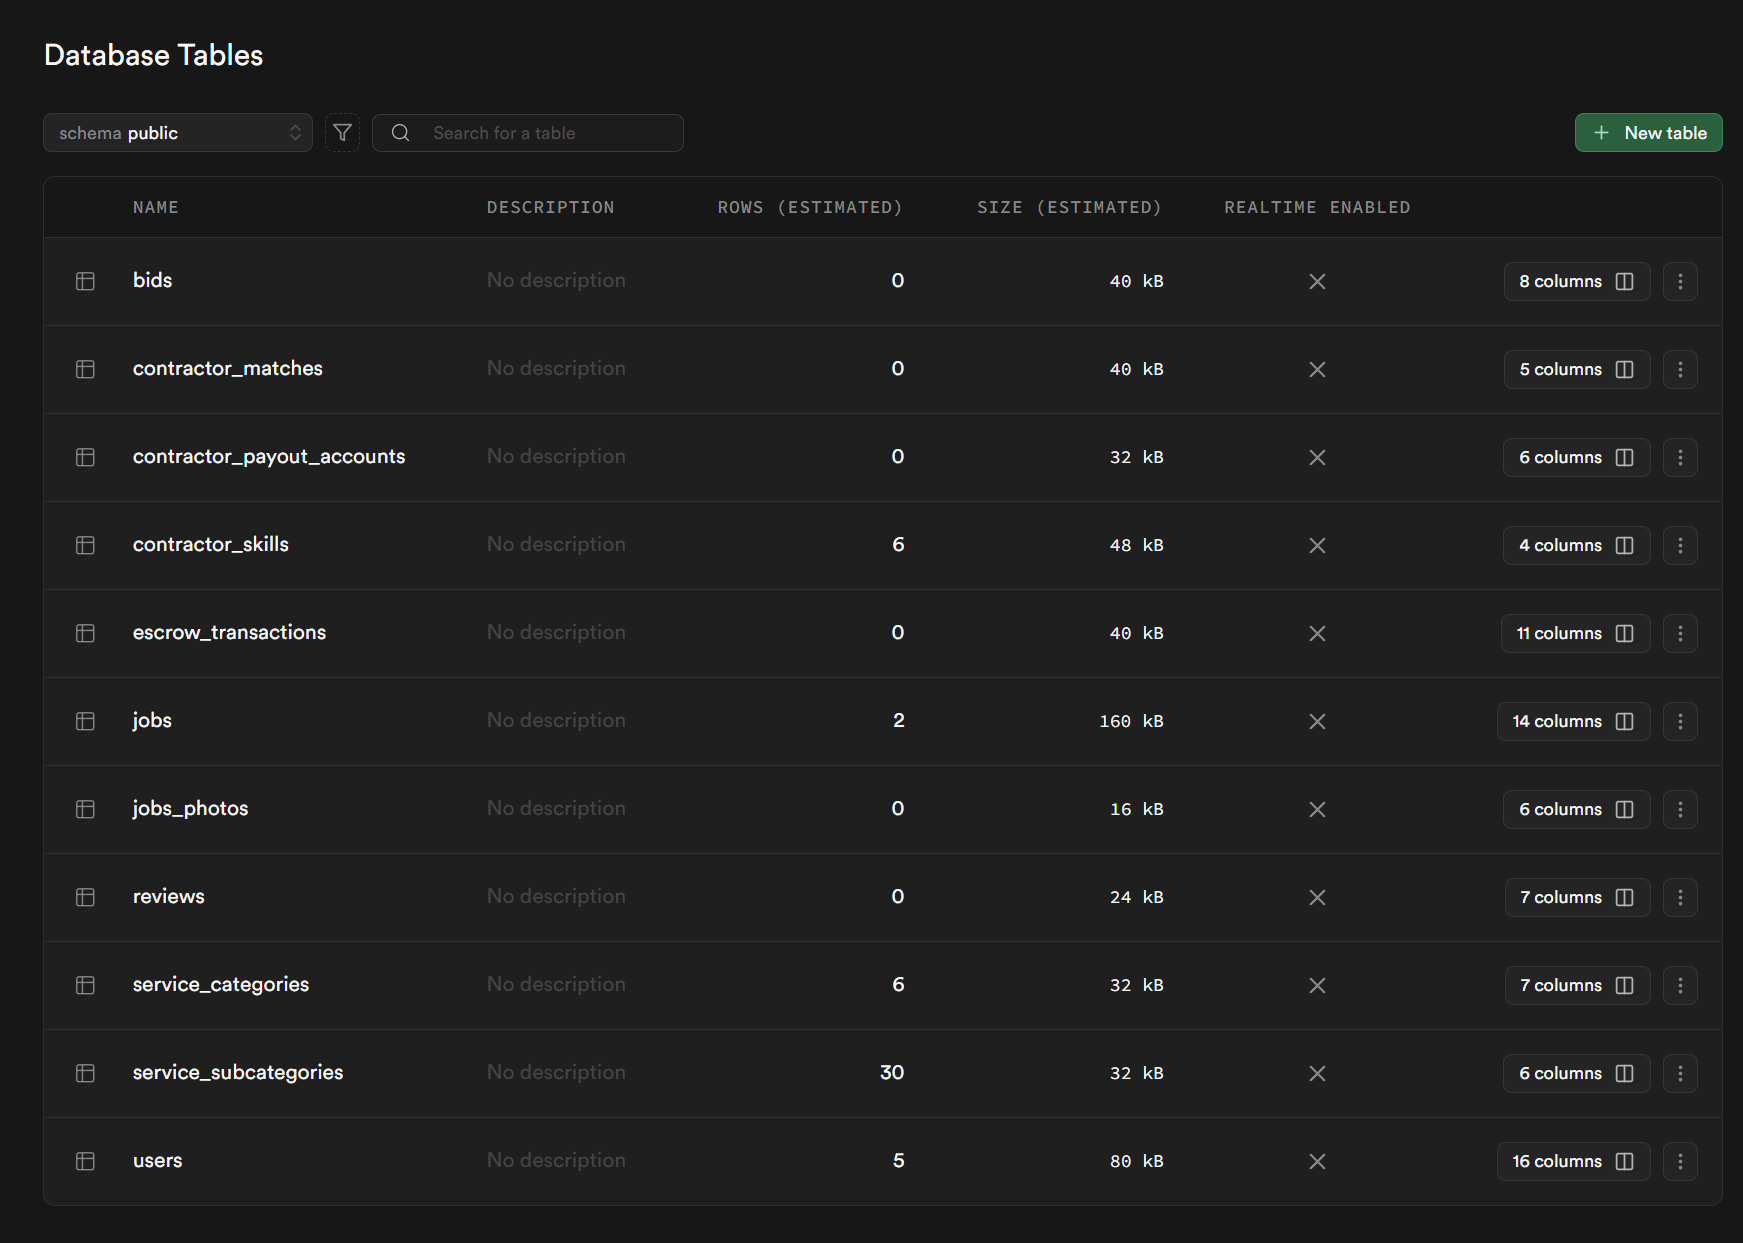 Database Tables
schema public
Search for a table
New table
NAME DESCRIPTION ROWS (ESTIMATED) SIZE (ESTIMATED) REALTIME ENABLED
bids No description 0 40 kB 8 columns
contractor_matches No description 0 40 kB 5 columns
contractor_payout_accounts No description 0 32 kB 6 columns
contractor_skills No description 6 48 kB 4 columns
escrow_transactions No description 0 40 kB 11 columns
jobs No description 2 160 kB 14 columns
jobs_photos No description 0 16 kB 6 columns
reviews No description 0 24 kB 7 columns
service_categories No description 6 32 kB 7 columns
service_subcategories No description 30 32 kB 6 columns
users No description 5 80 kB 16 columns